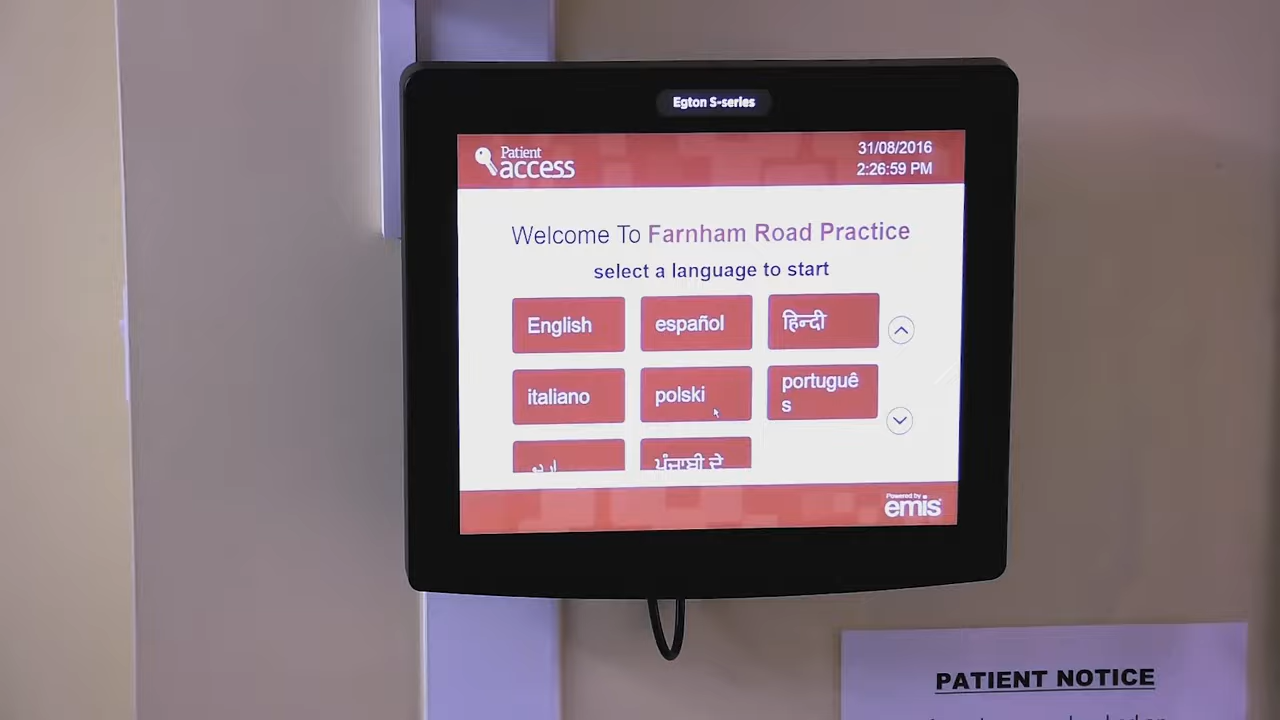 Egton S-series
Patient
access
31/08/2016
2:26:59 PM
Welcome To Farnham Road Practice
select a language to start
English
español
हिन्दी
italiano
polski
portuguê
s
ਪੰਜਾਬੀ ਦੇ
Powered by
emis
PATIENT NOTICE